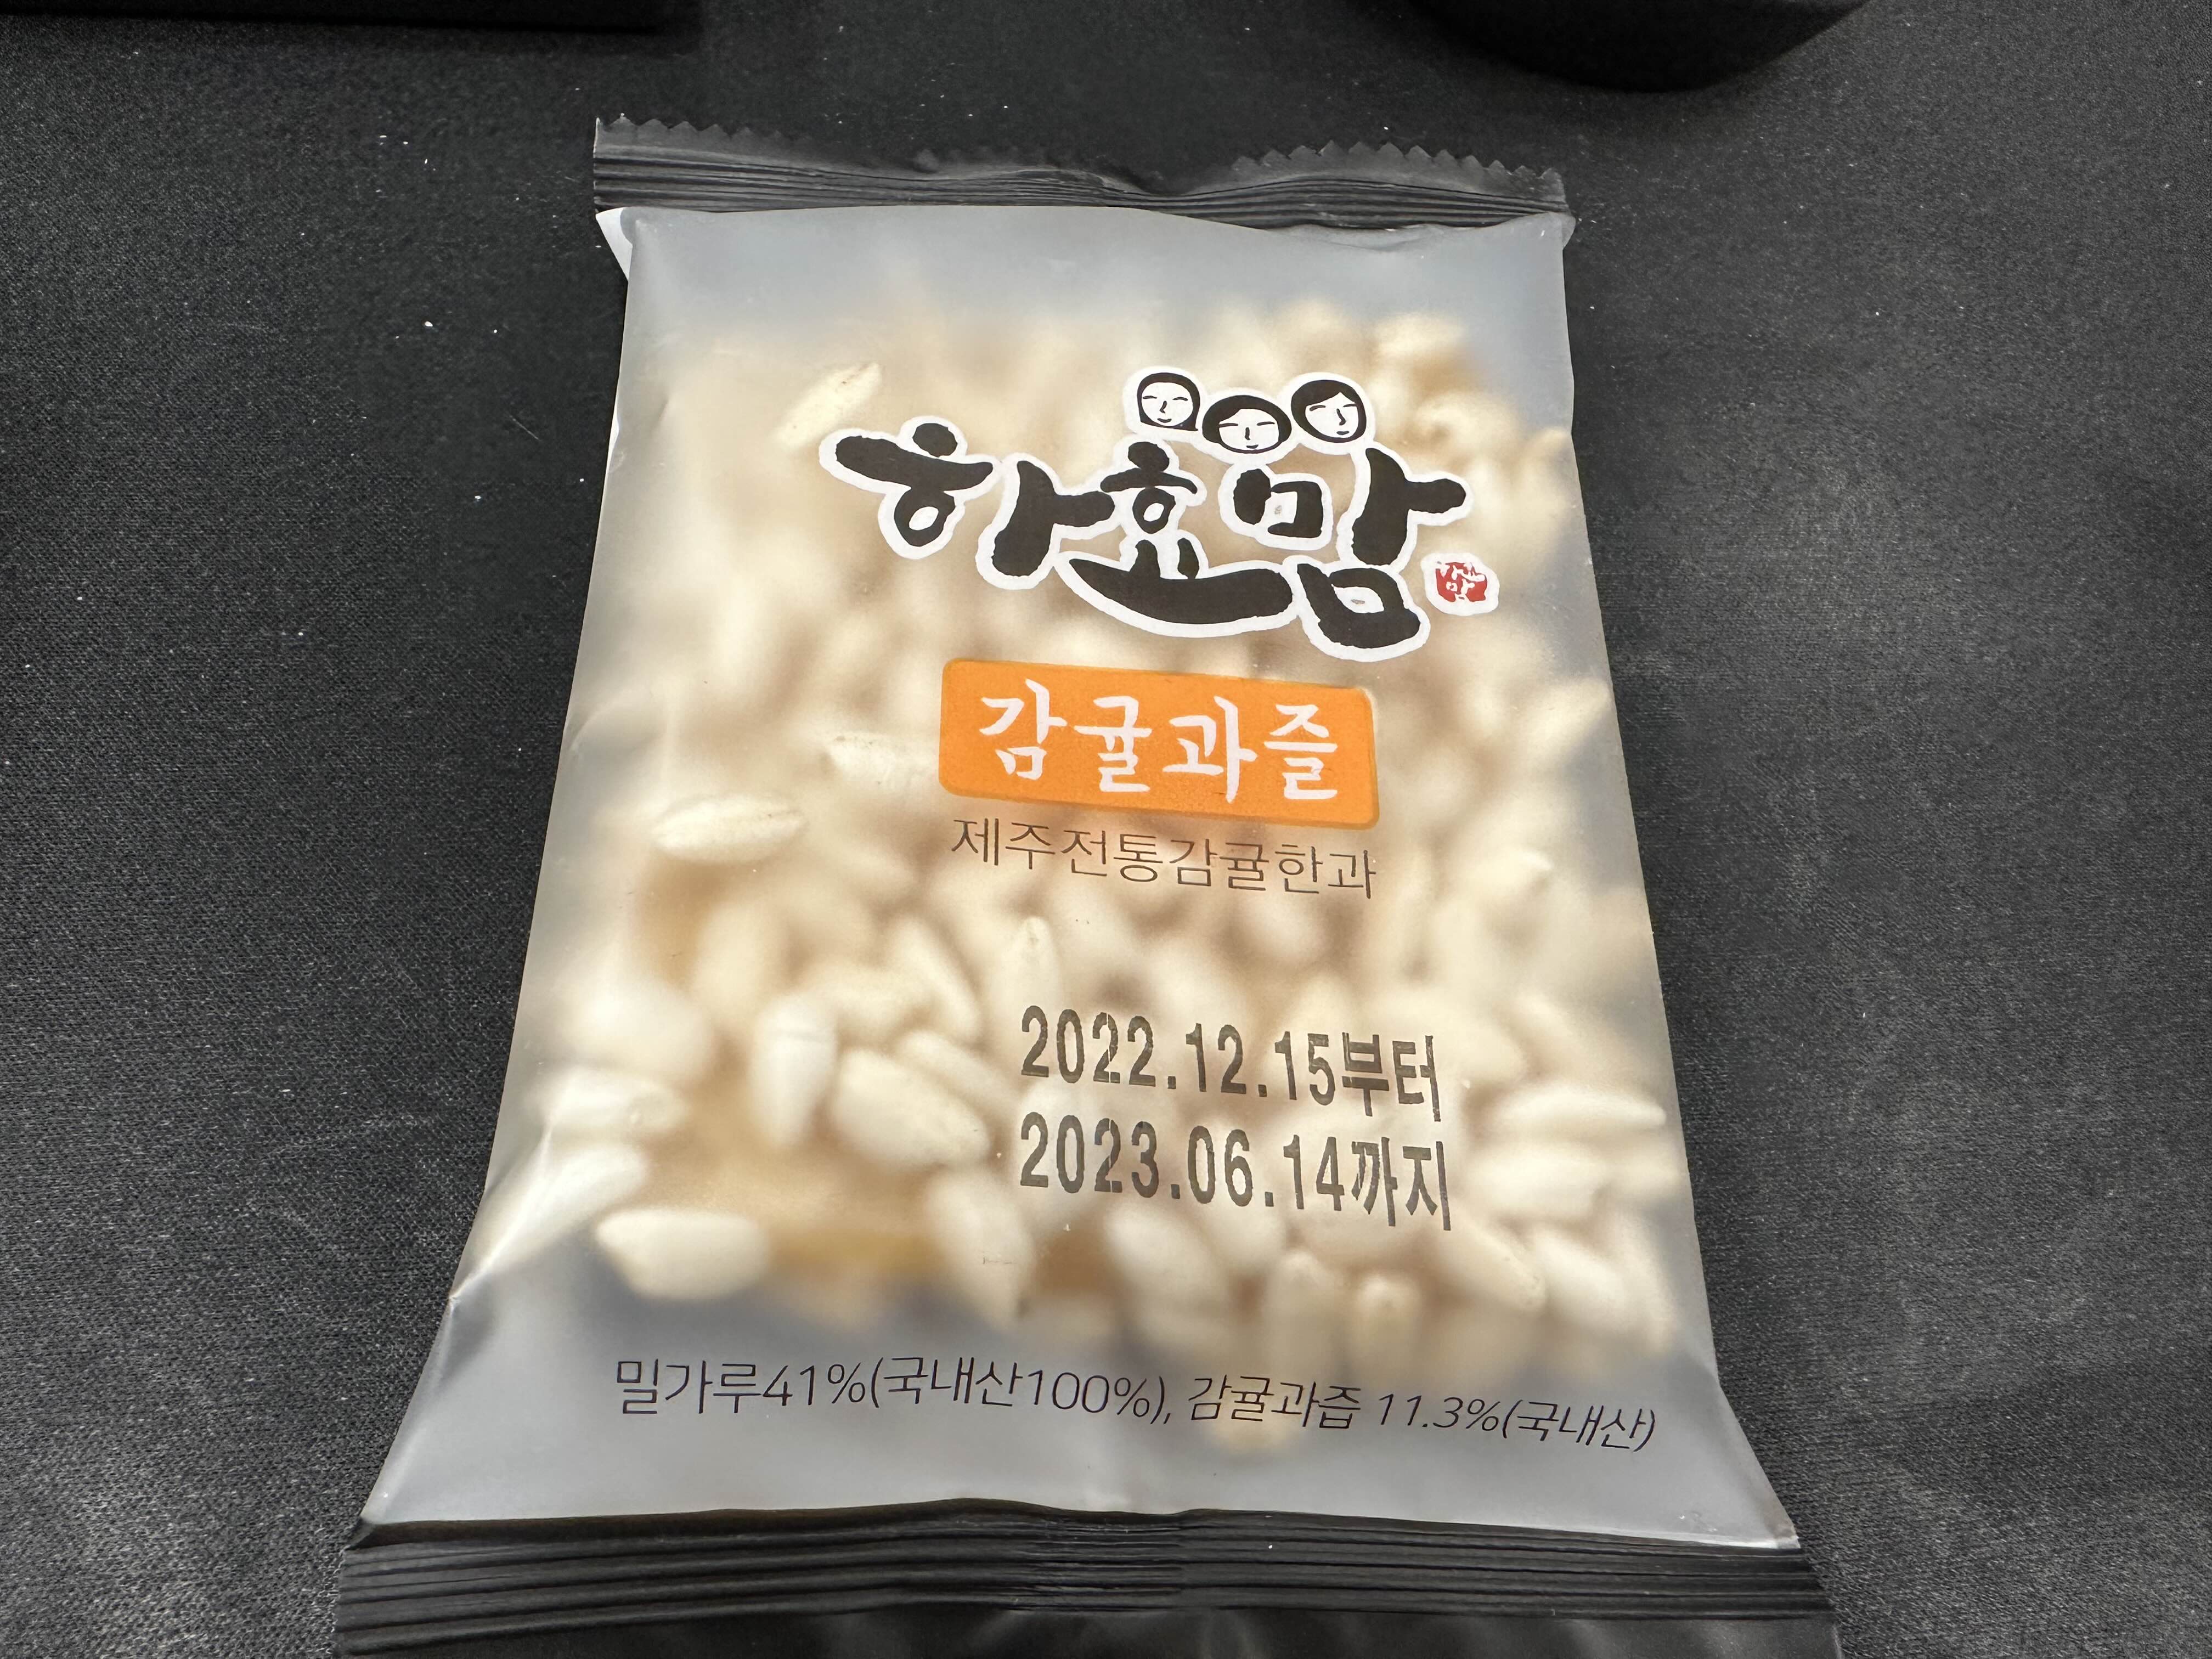 하효맘
감귤과즐
제주전통감귤한과
2022.12.15부터
2023.06.14까지
밀가루41%(국내산100%), 감귤과즙 11.3%(국내산)